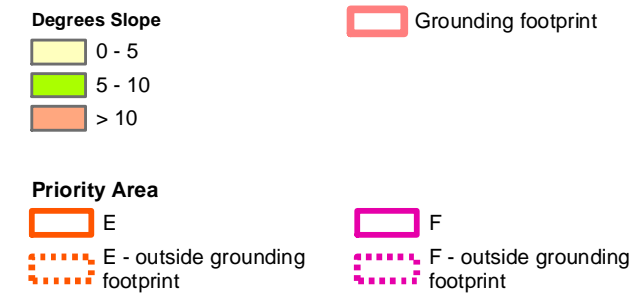 Degrees Slope
0 - 5
5 - 10
> 10
Grounding footprint
Priority Area
E
E - outside grounding
footprint
F
F - outside grounding
footprint